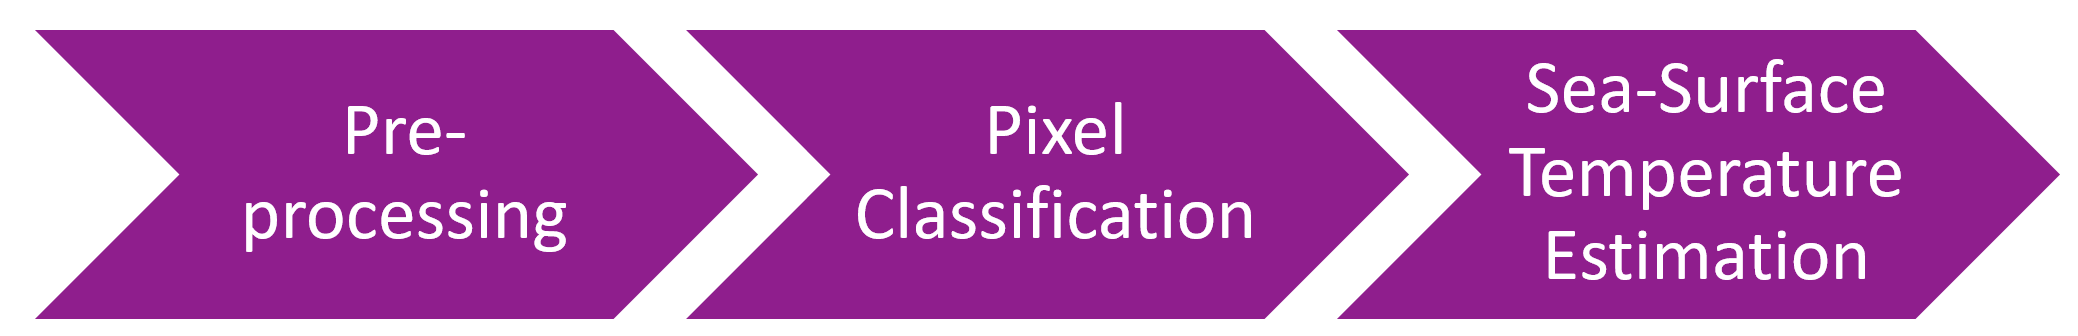 Pre-
processing
Pixel
Classification
Sea-Surface
Temperature
Estimation